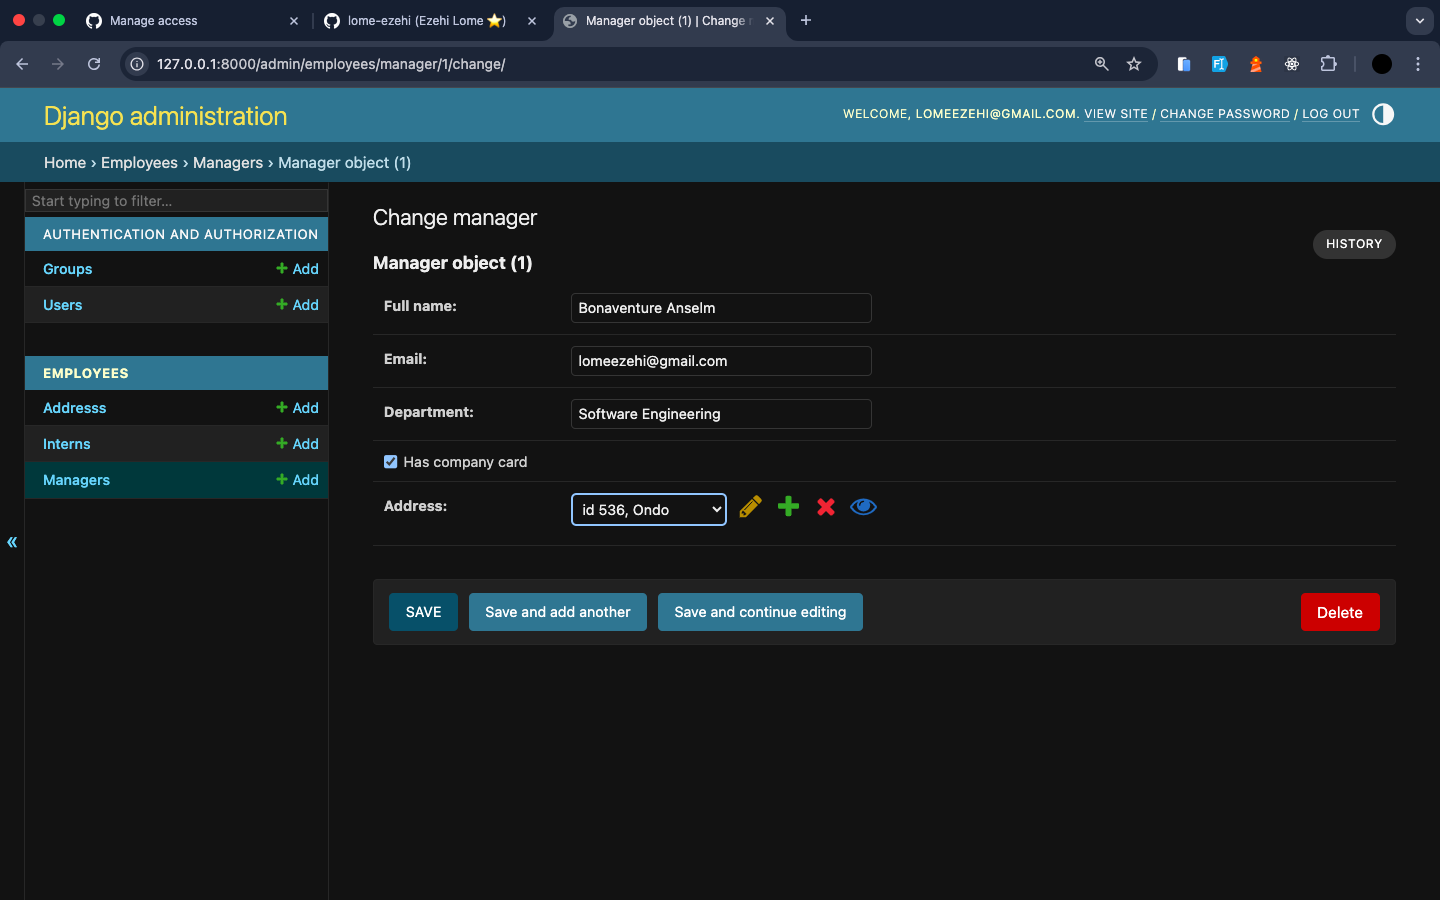 Manage access
lome-ezehi (Ezehi Lome ⭐)
Manager object (1) | Change
127.0.0.1:8000/admin/employees/manager/1/change/
Django administration
WELCOME, LOMEEZEHI@GMAIL.COM. VIEW SITE / CHANGE PASSWORD / LOG OUT
Home › Employees › Managers › Manager object (1)
Start typing to filter...
AUTHENTICATION AND AUTHORIZATION
Groups
Add
Users
Add
EMPLOYEES
Addresss
Add
Interns
Add
Managers
Add
«
Change manager
HISTORY
Manager object (1)
Full name:
Bonaventure Anselm
Email:
lomeezehi@gmail.com
Department:
Software Engineering
Has company card
Address:
id 536, Ondo
SAVE
Save and add another
Save and continue editing
Delete